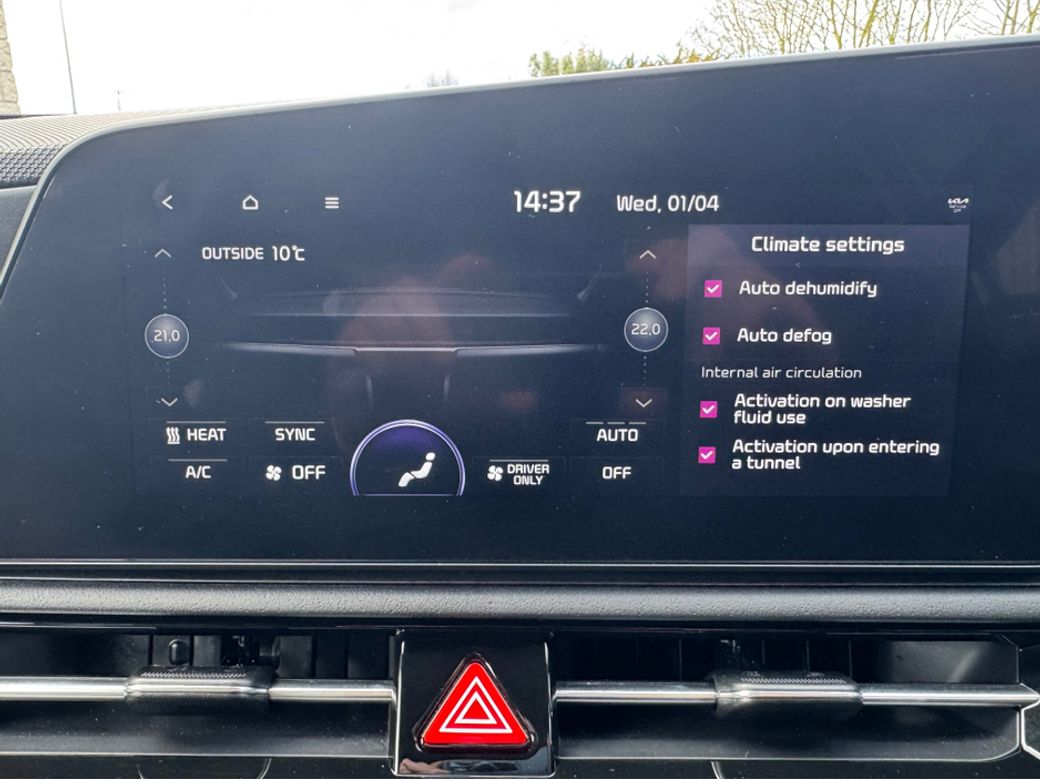 14:37 Wed, 01/04
OUTSIDE 10°C
21.0
22.0
HEAT
SYNC
AUTO
A/C
OFF
DRIVER
ONLY
OFF
Climate settings
Auto dehumidify
Auto defog
Internal air circulation
Activation on washer
fluid use
Activation upon entering
a tunnel